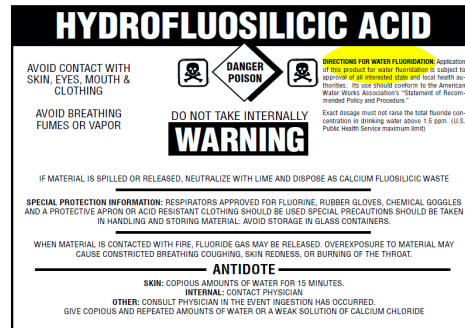 HYDROFLUOSILICIC ACID
AVOID CONTACT WITH
SKIN, EYES, MOUTH &
CLOTHING
AVOID BREATHING
FUMES OR VAPOR
DANGER
POISON
DO NOT TAKE INTERNALLY
WARNING
DIRECTIONS FOR WATER FLUORIDATION: Application
of this product for water fluoridation is subject to
approval of all interested state and local health au-
thorities. Its use should conform to the American
Water Works Association's "Statement of Recom-
mended Policy and Procedure."
Exact dosage must not raise the total fluoride con-
centration in drinking water above 1.5 ppm. (U.S.
Public Health Service maximum limit)
IF MATERIAL IS SPILLED OR RELEASED, NEUTRALIZE WITH LIME AND DISPOSE AS CALCIUM FLUOSILICIC WASTE
SPECIAL PROTECTION INFORMATION: RESPIRATORS APPROVED FOR FLUORINE, RUBBER GLOVES, CHEMICAL GOGGLES
AND A PROTECTIVE APRON OR ACID RESISTANT CLOTHING SHOULD BE USED SPECIAL PRECAUTIONS SHOULD BE TAKEN
IN HANDLING AND STORING MATERIAL: AVOID STORAGE IN GLASS CONTAINERS.
WHEN MATERIAL IS CONTACTED WITH FIRE, FLUORIDE GAS MAY BE RELEASED. OVEREXPOSURE TO MATERIAL MAY
CAUSE CONSTRICTED BREATHING COUGHING, SKIN REDNESS, OR BURNING OF THE THROAT.
ANTIDOTE
SKIN: COPIOUS AMOUNTS OF WATER FOR 15 MINUTES.
INTERNAL: CONTACT PHYSICIAN
OTHER: CONSULT PHYSICIAN IN THE EVENT INGESTION HAS OCCURRED.
GIVE COPIOUS AND REPEATED AMOUNTS OF WATER OR A WEAK SOLUTION OF CALCIUM CHLORIDE